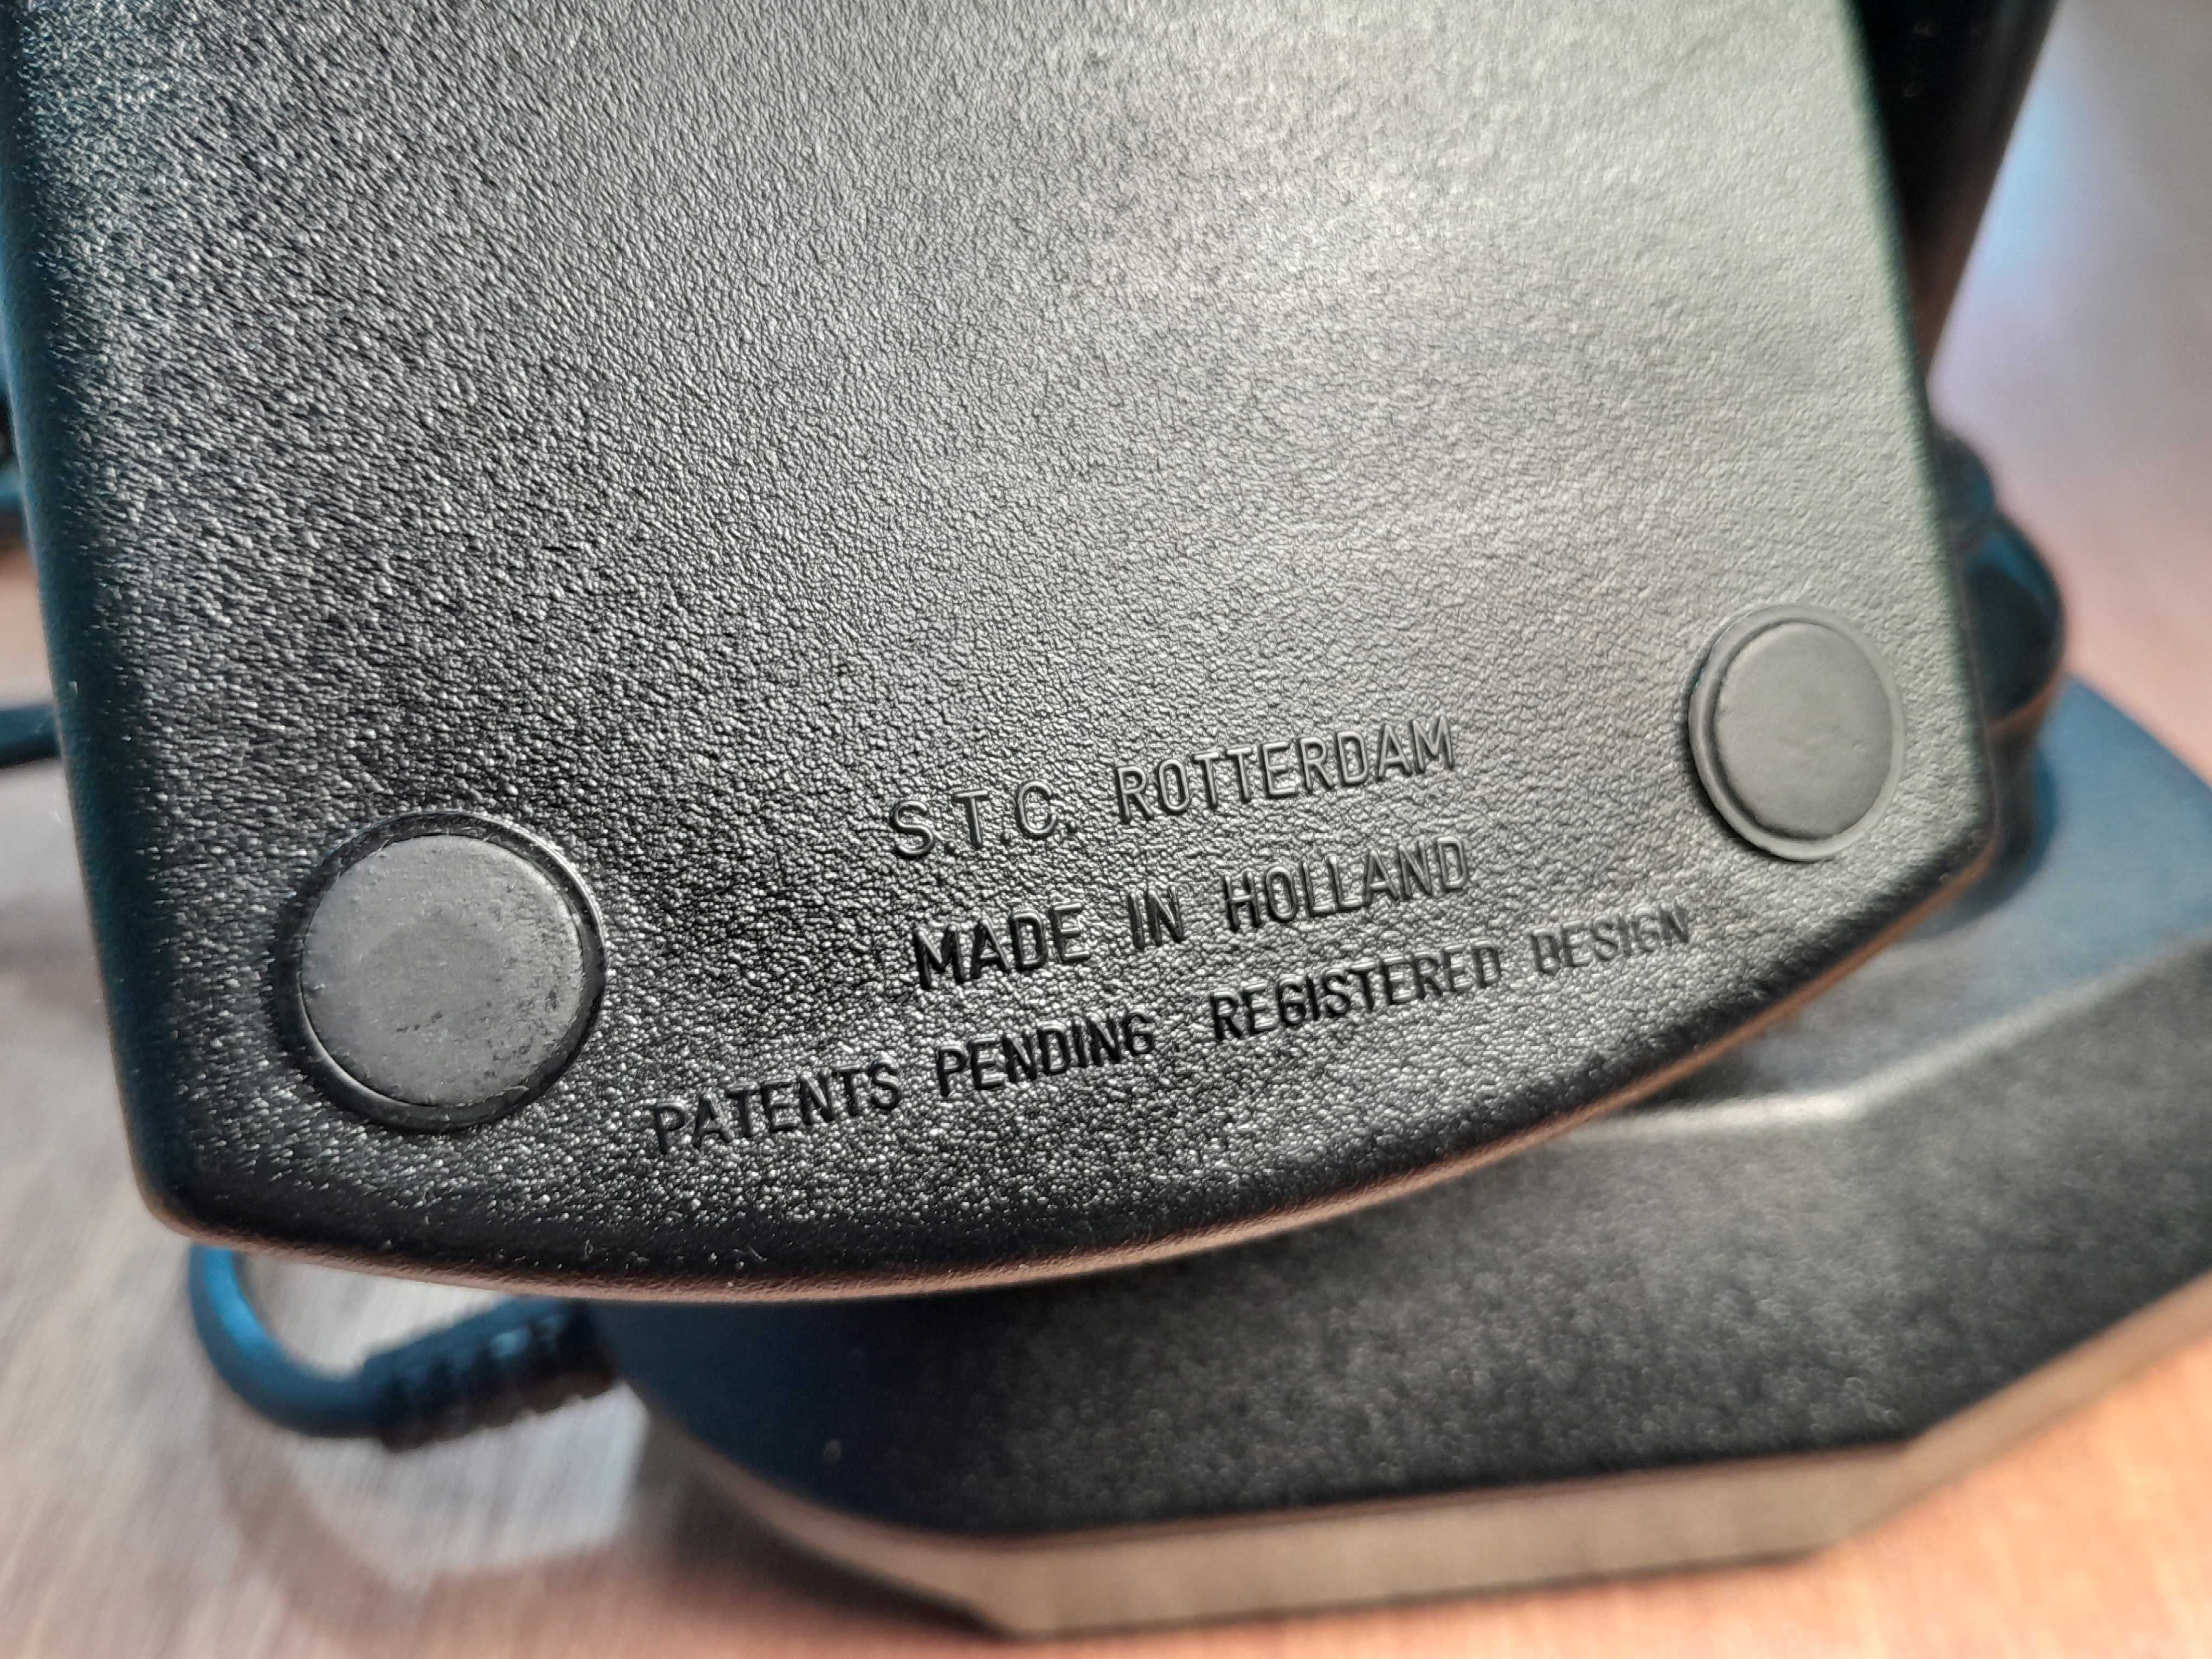 S.T.C. ROTTERDAM
MADE IN HOLLAND
PATENTS PENDING REGISTERED DESIGN